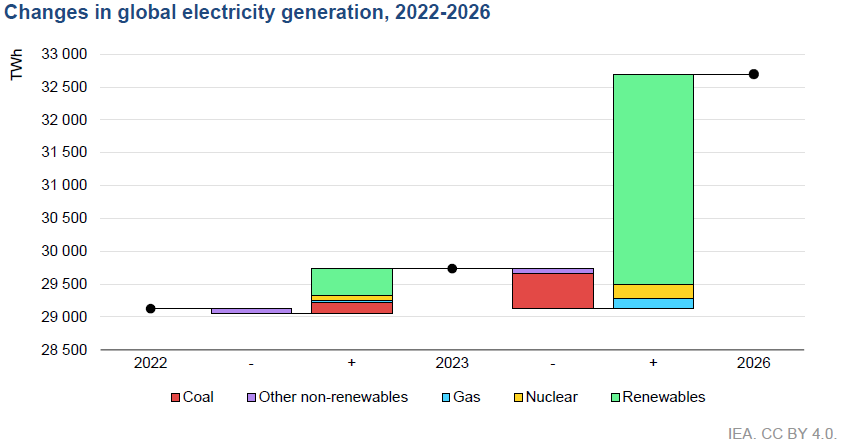 Changes in global electricity generation, 2022-2026
TWh
33 000
32 500
32 000
31 500
31 000
30 500
30 000
29 500
29 000
28 500
2022 - + 2023 - + 2026
Coal Other non-renewables Gas Nuclear Renewables
IEA. CC BY 4.0.